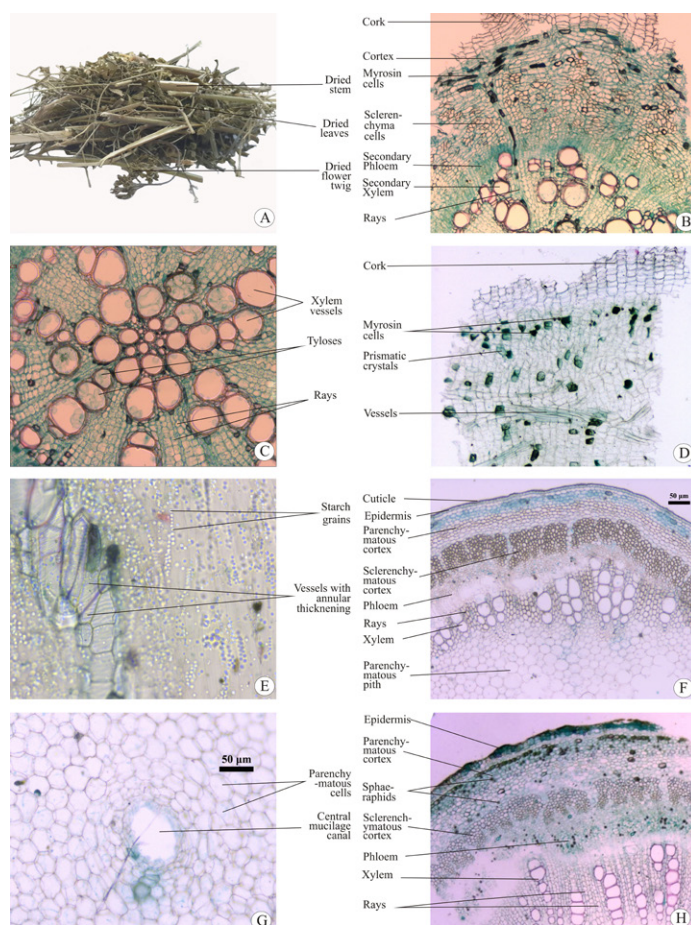 Dried
stem
Dried
leaves
Dried
flower
twig
A
Cork
Cortex
Myrosin
cells
Scleren-
chyma
cells
Secondary
Phloem
Secondary
Xylem
Rays
B
Xylem
vessels
Tyloses
Rays
C
Cork
Myrosin
cells
Prismatic
crystals
Vessels
D
Starch
grains
Vessels with
annular
thicknening
E
Cuticle
Epidermis
Parenchy-
matous
cortex
Sclerenchy-
matous
cortex
Phloem
Rays
Xylem
Parenchy-
matous
pith
50 µm
F
50 µm
Parenchy
-matous
cells
Central
mucilage
canal
G
Epidermis
Parenchy-
matous
cortex
Sphae-
raphids
Sclerench-
ymatous
cortex
Phloem
Xylem
Rays
H